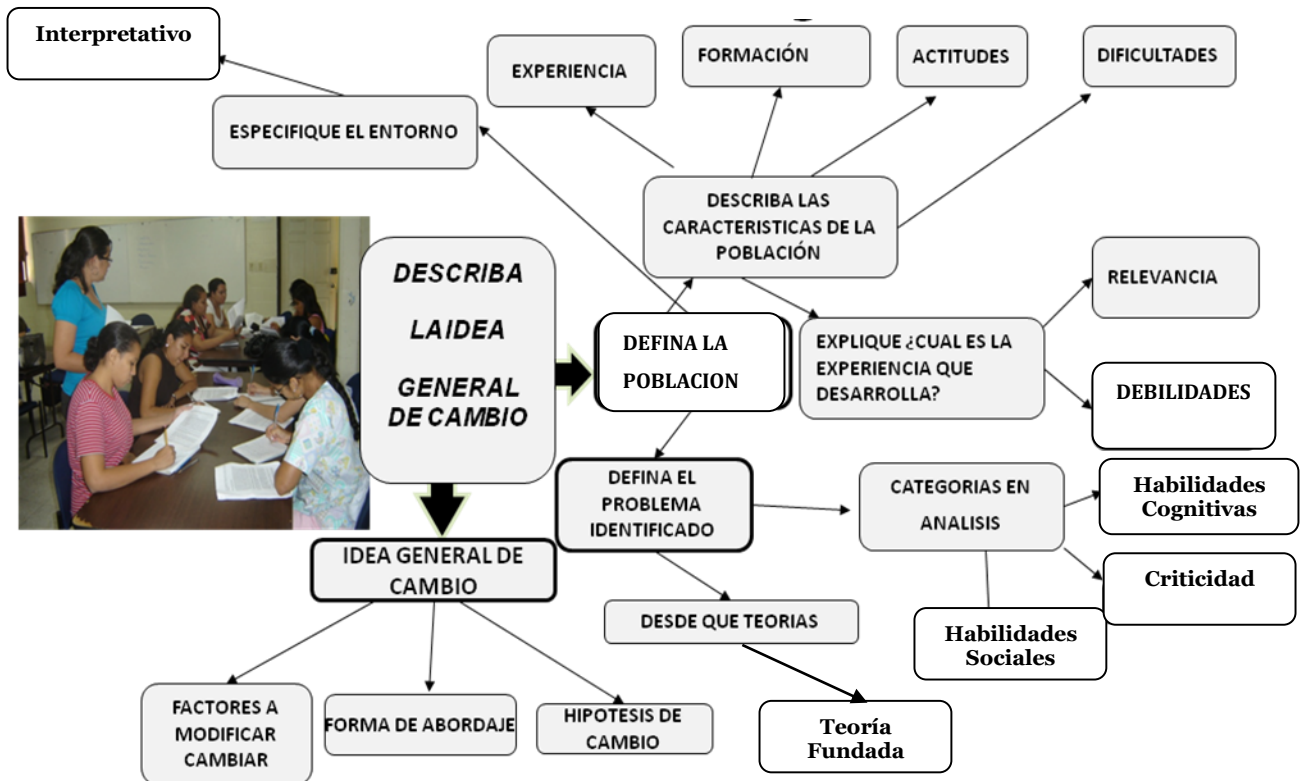 Interpretativo
EXPERIENCIA
FORMACIÓN
ACTITUDES
DIFICULTADES
ESPECIFIQUE EL ENTORNO
DESCRIBA LAS
CARACTERISTICAS DE LA
POBLACIÓN
DESCRIBA
LAIDEA
GENERAL
DE CAMBIO
DEFINA LA
POBLACION
EXPLIQUE ¿CUAL ES LA
EXPERIENCIA QUE
DESARROLLA?
RELEVANCIA
DEBILIDADES
DEFINA EL
PROBLEMA
IDENTIFICADO
CATEGORIAS EN
ANALISIS
Habilidades
Cognitivas
Criticidad
Habilidades
Sociales
IDEA GENERAL DE
CAMBIO
DESDE QUE TEORIAS
Teoría
Fundada
FACTORES A
MODIFICAR
CAMBIAR
FORMA DE ABORDAJE
HIPOTESIS DE
CAMBIO